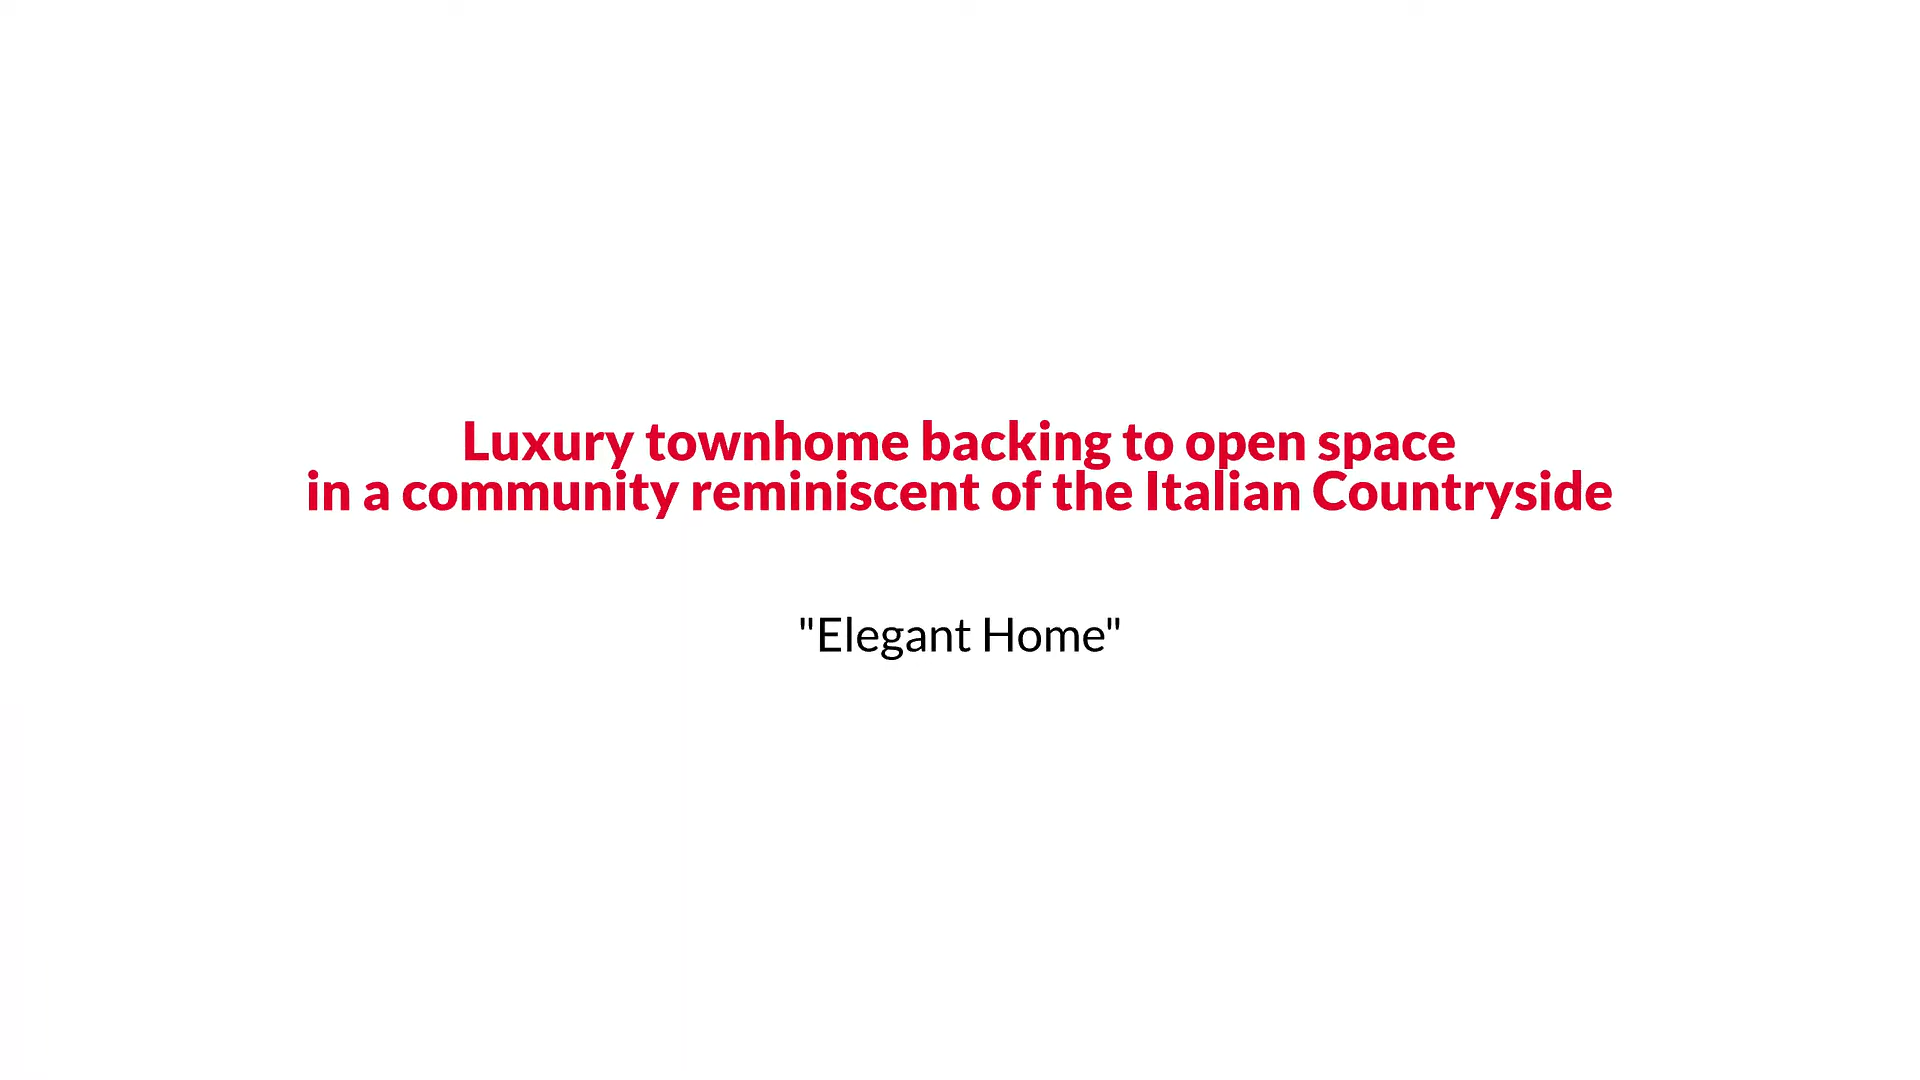 Luxury townhome backing to open space
in a community reminiscent of the Italian Countryside
"Elegant Home"